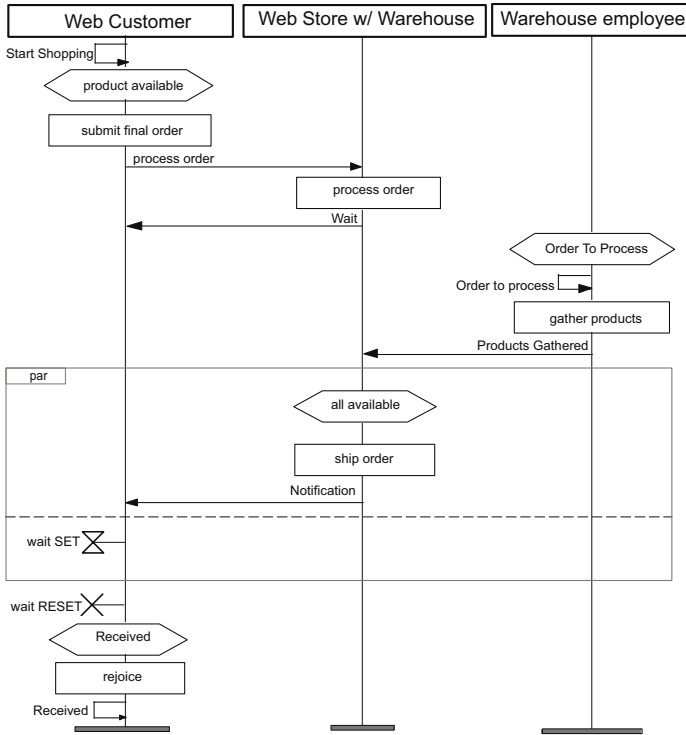 Web Customer
Web Store w/ Warehouse
Warehouse employee
Start Shopping
product available
submit final order
process order
process order
Wait
Order To Process
Order to process
gather products
Products Gathered
par
all available
ship order
Notification
wait SET
wait RESET
Received
rejoice
Received